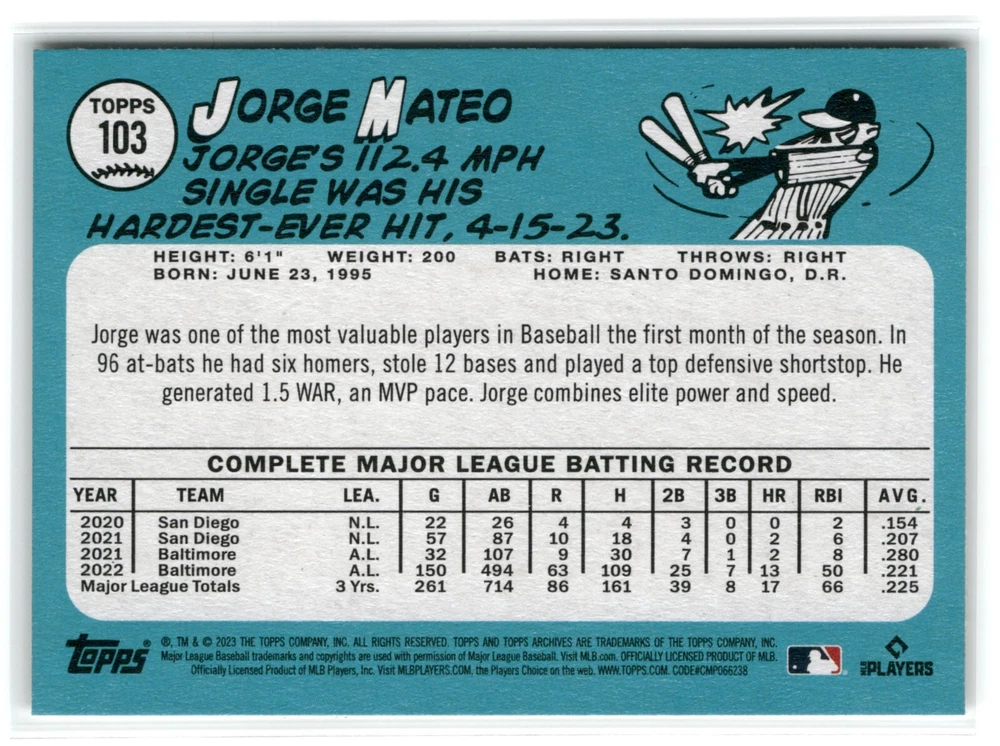 TOPPS
103
JORGE MATEO
JORGE'S 112.4 MPH
SINGLE WAS HIS
HARDEST-EVER HIT, 4-15-23.
HEIGHT: 6'1" WEIGHT: 200 BATS: RIGHT THROWS: RIGHT
BORN: JUNE 23, 1995 HOME: SANTO DOMINGO, D.R.
Jorge was one of the most valuable players in Baseball the first month of the season. In
96 at-bats he had six homers, stole 12 bases and played a top defensive shortstop. He
generated 1.5 WAR, an MVP pace. Jorge combines elite power and speed.
COMPLETE MAJOR LEAGUE BATTING RECORD
YEAR TEAM LEA. G AB R H 2B 3B HR RBI AVG.
2020 San Diego N.L. 22 26 4 4 3 0 0 2 .154
2021 San Diego N.L. 57 87 10 18 4 0 2 6 .207
2021 Baltimore A.L. 32 107 9 30 7 1 2 8 .280
2022 Baltimore A.L. 150 494 63 109 25 7 13 50 .221
Major League Totals 3 Yrs. 261 714 86 161 39 8 17 66 .225
topps ®
®, TM & © 2023 THE TOPPS COMPANY, INC. ALL RIGHTS RESERVED. TOPPS AND TOPPS ARCHIVES ARE TRADEMARKS OF THE TOPPS COMPANY, INC.
Major League Baseball trademarks and copyrights are used with permission of Major League Baseball. Visit MLB.com. OFFICIALLY LICENSED PRODUCT OF MLB.
Officially Licensed Product of MLB Players, Inc. Visit MLBPLAYERS.COM, the Players Choice on the web. WWW.TOPPS.COM. CODE#CMP066238
MLB PLAYERS